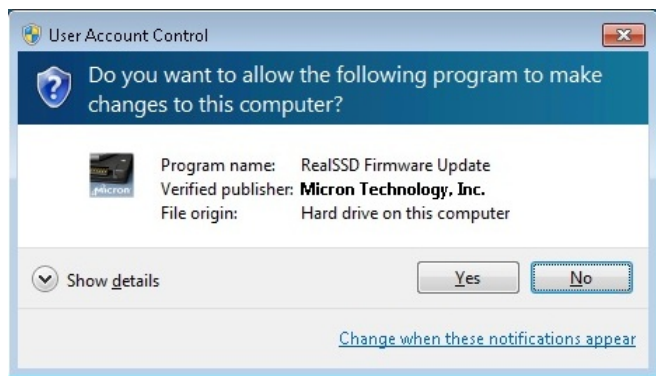 User Account Control
Do you want to allow the following program to make
changes to this computer?
Micron
Program name: RealSSD Firmware Update
Verified publisher: Micron Technology, Inc.
File origin: Hard drive on this computer
Show details
Yes
No
Change when these notifications appear